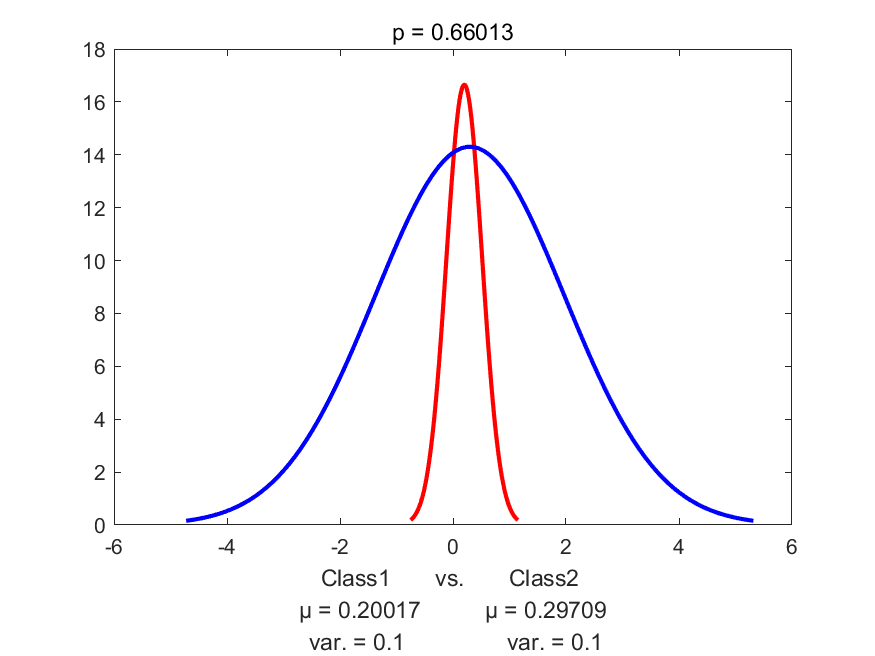 p = 0.66013
18
16
14
12
10
8
6
4
2
0
-6 -4 -2 0 2 4 6
Class1 vs. Class2
μ = 0.20017 μ = 0.29709
var. = 0.1 var. = 0.1